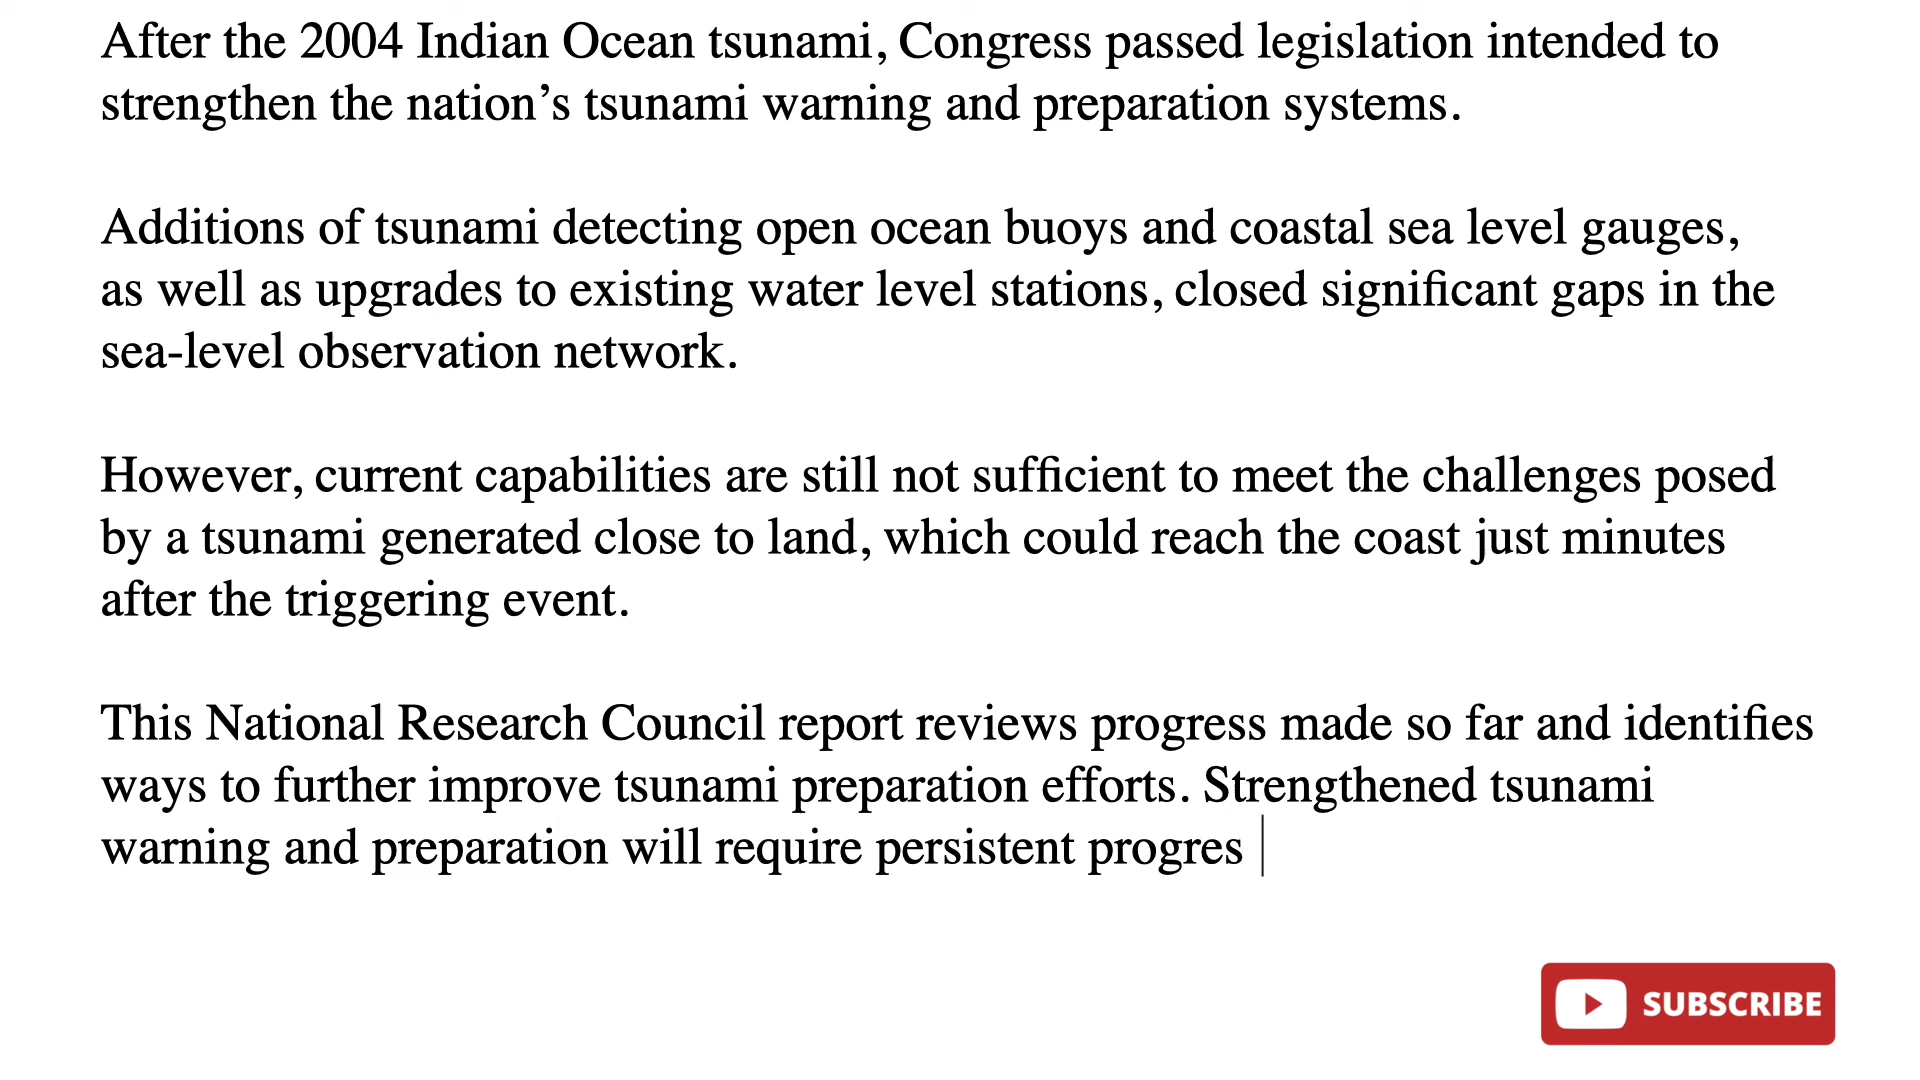 After the 2004 Indian Ocean tsunami, Congress passed legislation intended to
strengthen the nation’s tsunami warning and preparation systems.
Additions of tsunami detecting open ocean buoys and coastal sea level gauges,
as well as upgrades to existing water level stations, closed significant gaps in the
sea-level observation network.
However, current capabilities are still not sufficient to meet the challenges posed
by a tsunami generated close to land, which could reach the coast just minutes
after the triggering event.
This National Research Council report reviews progress made so far and identifies
ways to further improve tsunami preparation efforts. Strengthened tsunami
warning and preparation will require persistent progres
SUBSCRIBE